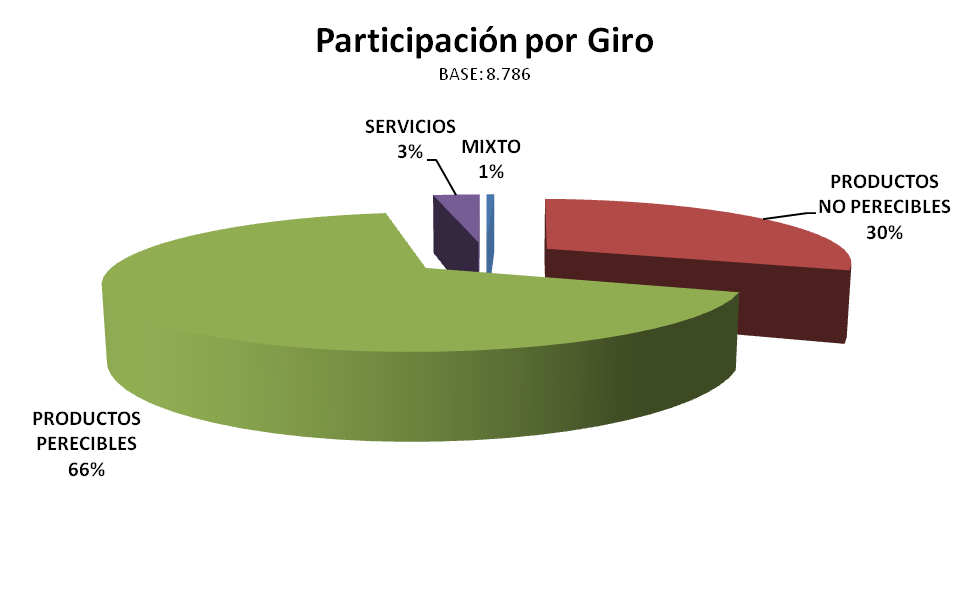 Participación por Giro
BASE: 8.786
SERVICIOS
3%
MIXTO
1%
PRODUCTOS
NO PERECIBLES
30%
PRODUCTOS
PERECIBLES
66%